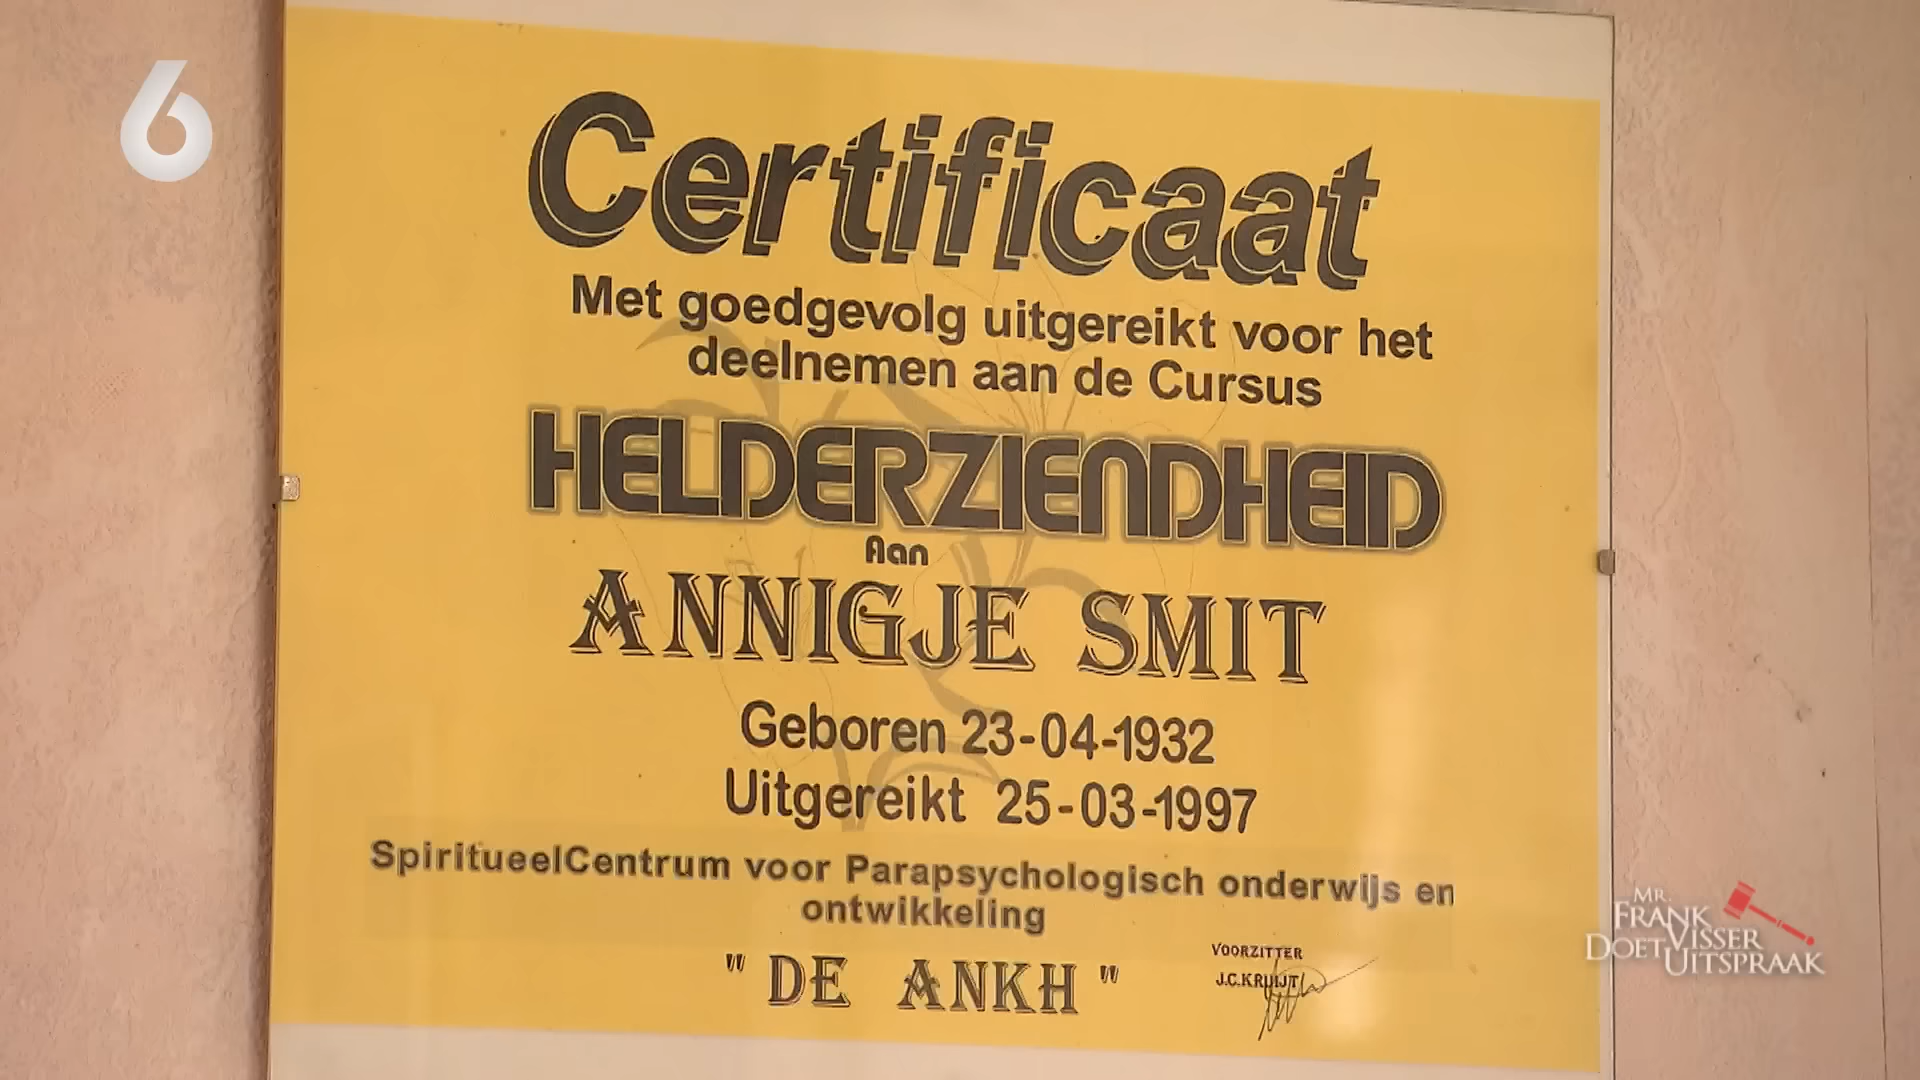 6
Certificaat
Met goedgevolg uitgereikt voor het
deelnemen aan de Cursus
HELDERZIENDHEID
Aan
ANNIGJE SMIT
Geboren 23-04-1932
Uitgereikt 25-03-1997
SpiritueelCentrum voor Parapsychologisch onderwijs en
ontwikkeling
" DE ANKH "
VOORZITTER
J.C.KRUIJT
MR.
FRANK
VISSER
DOET
UITSPRAAK